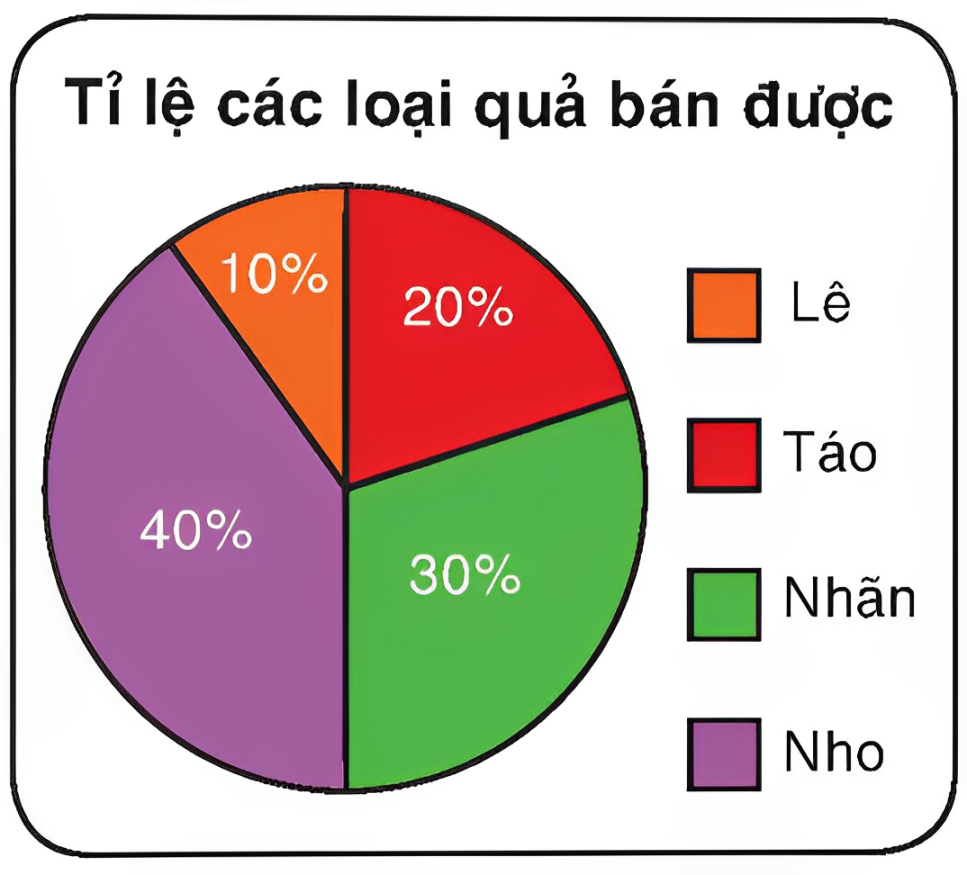 Tỉ lệ các loại quả bán được
10%
20%
40%
30%
Lê
Táo
Nhãn
Nho